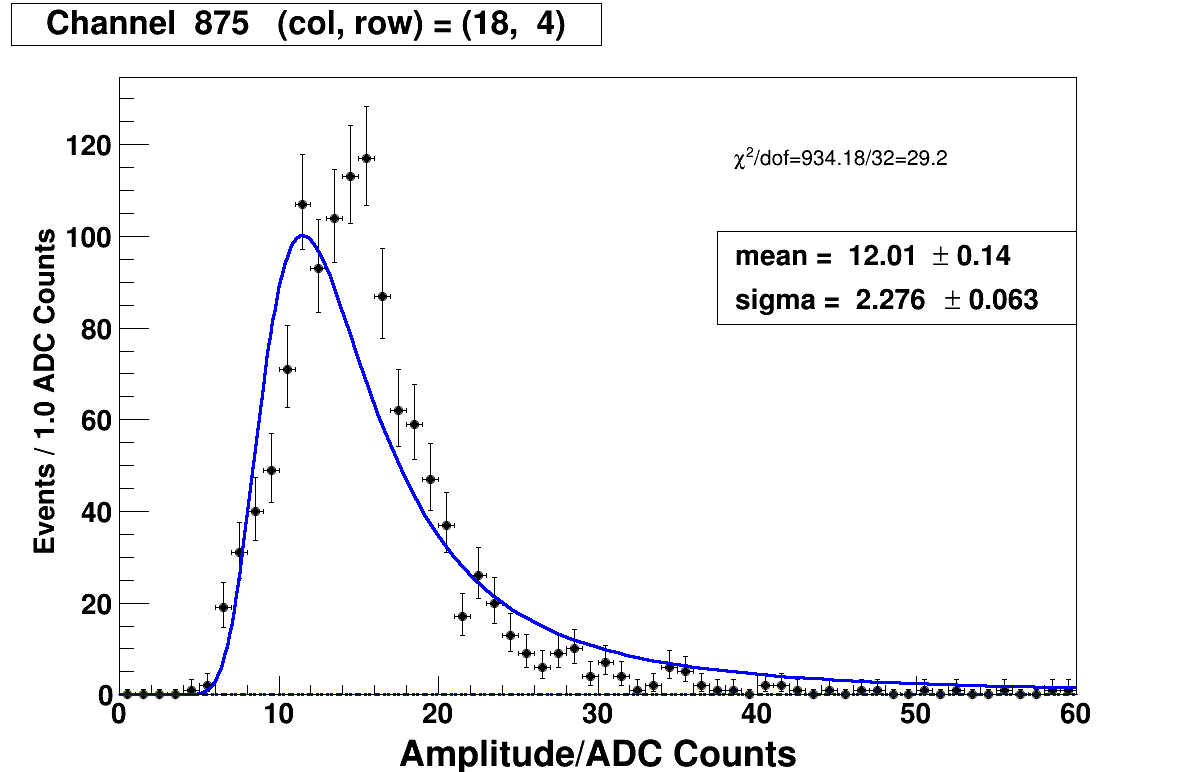 Channel 875 (col, row) = (18, 4)
χ²/dof=934.18/32=29.2
mean = 12.01 ± 0.14
sigma = 2.276 ± 0.063
Events / 1.0 ADC Counts
120
100
80
60
40
20
0
0 10 20 30 40 50 60
Amplitude/ADC Counts